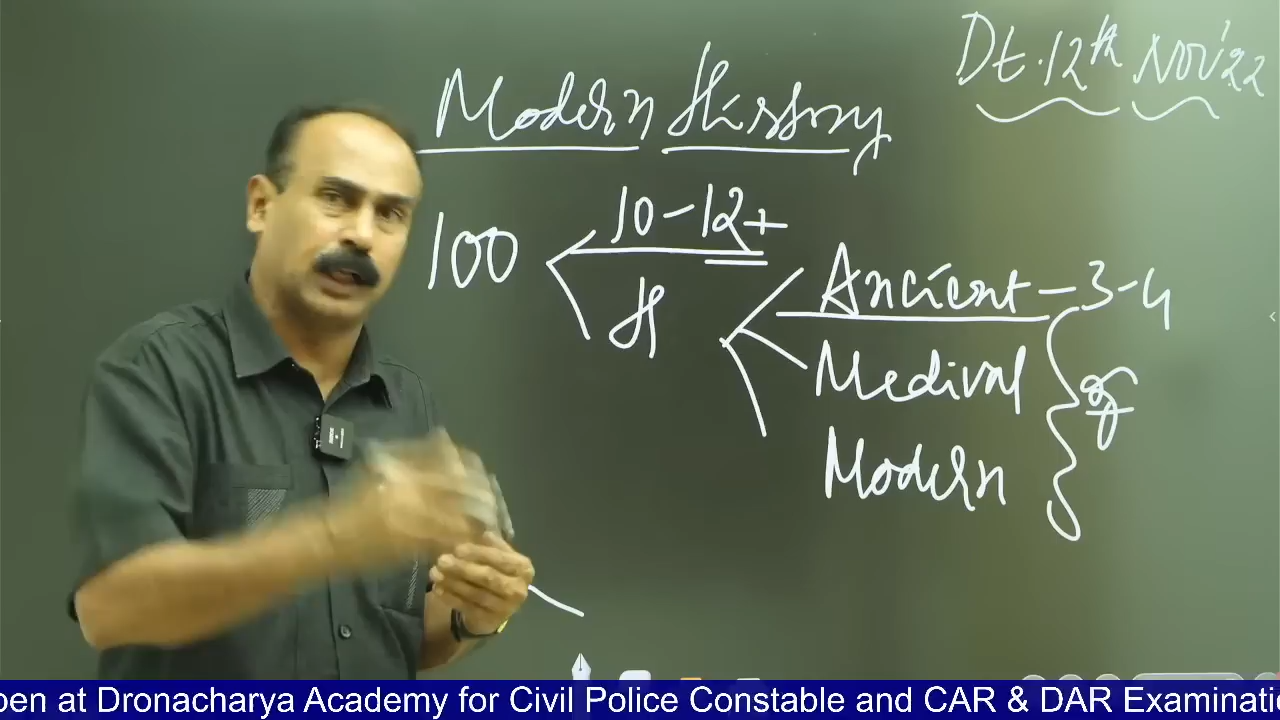 Dt. 12th Nov'22
Modern History
100
10-12+
H
Ancient - 3-4
Medival
Modern
pen at Dronacharya Academy for Civil Police Constable and CAR & DAR Examinatio